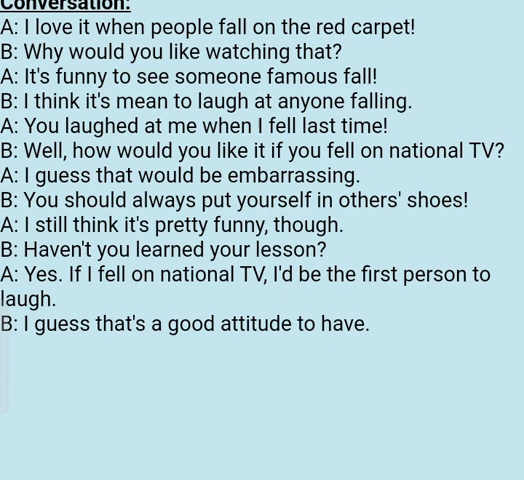 Conversation:
A: I love it when people fall on the red carpet!
B: Why would you like watching that?
A: It's funny to see someone famous fall!
B: I think it's mean to laugh at anyone falling.
A: You laughed at me when I fell last time!
B: Well, how would you like it if you fell on national TV?
A: I guess that would be embarrassing.
B: You should always put yourself in others' shoes!
A: I still think it's pretty funny, though.
B: Haven't you learned your lesson?
A: Yes. If I fell on national TV, I'd be the first person to
laugh.
B: I guess that's a good attitude to have.